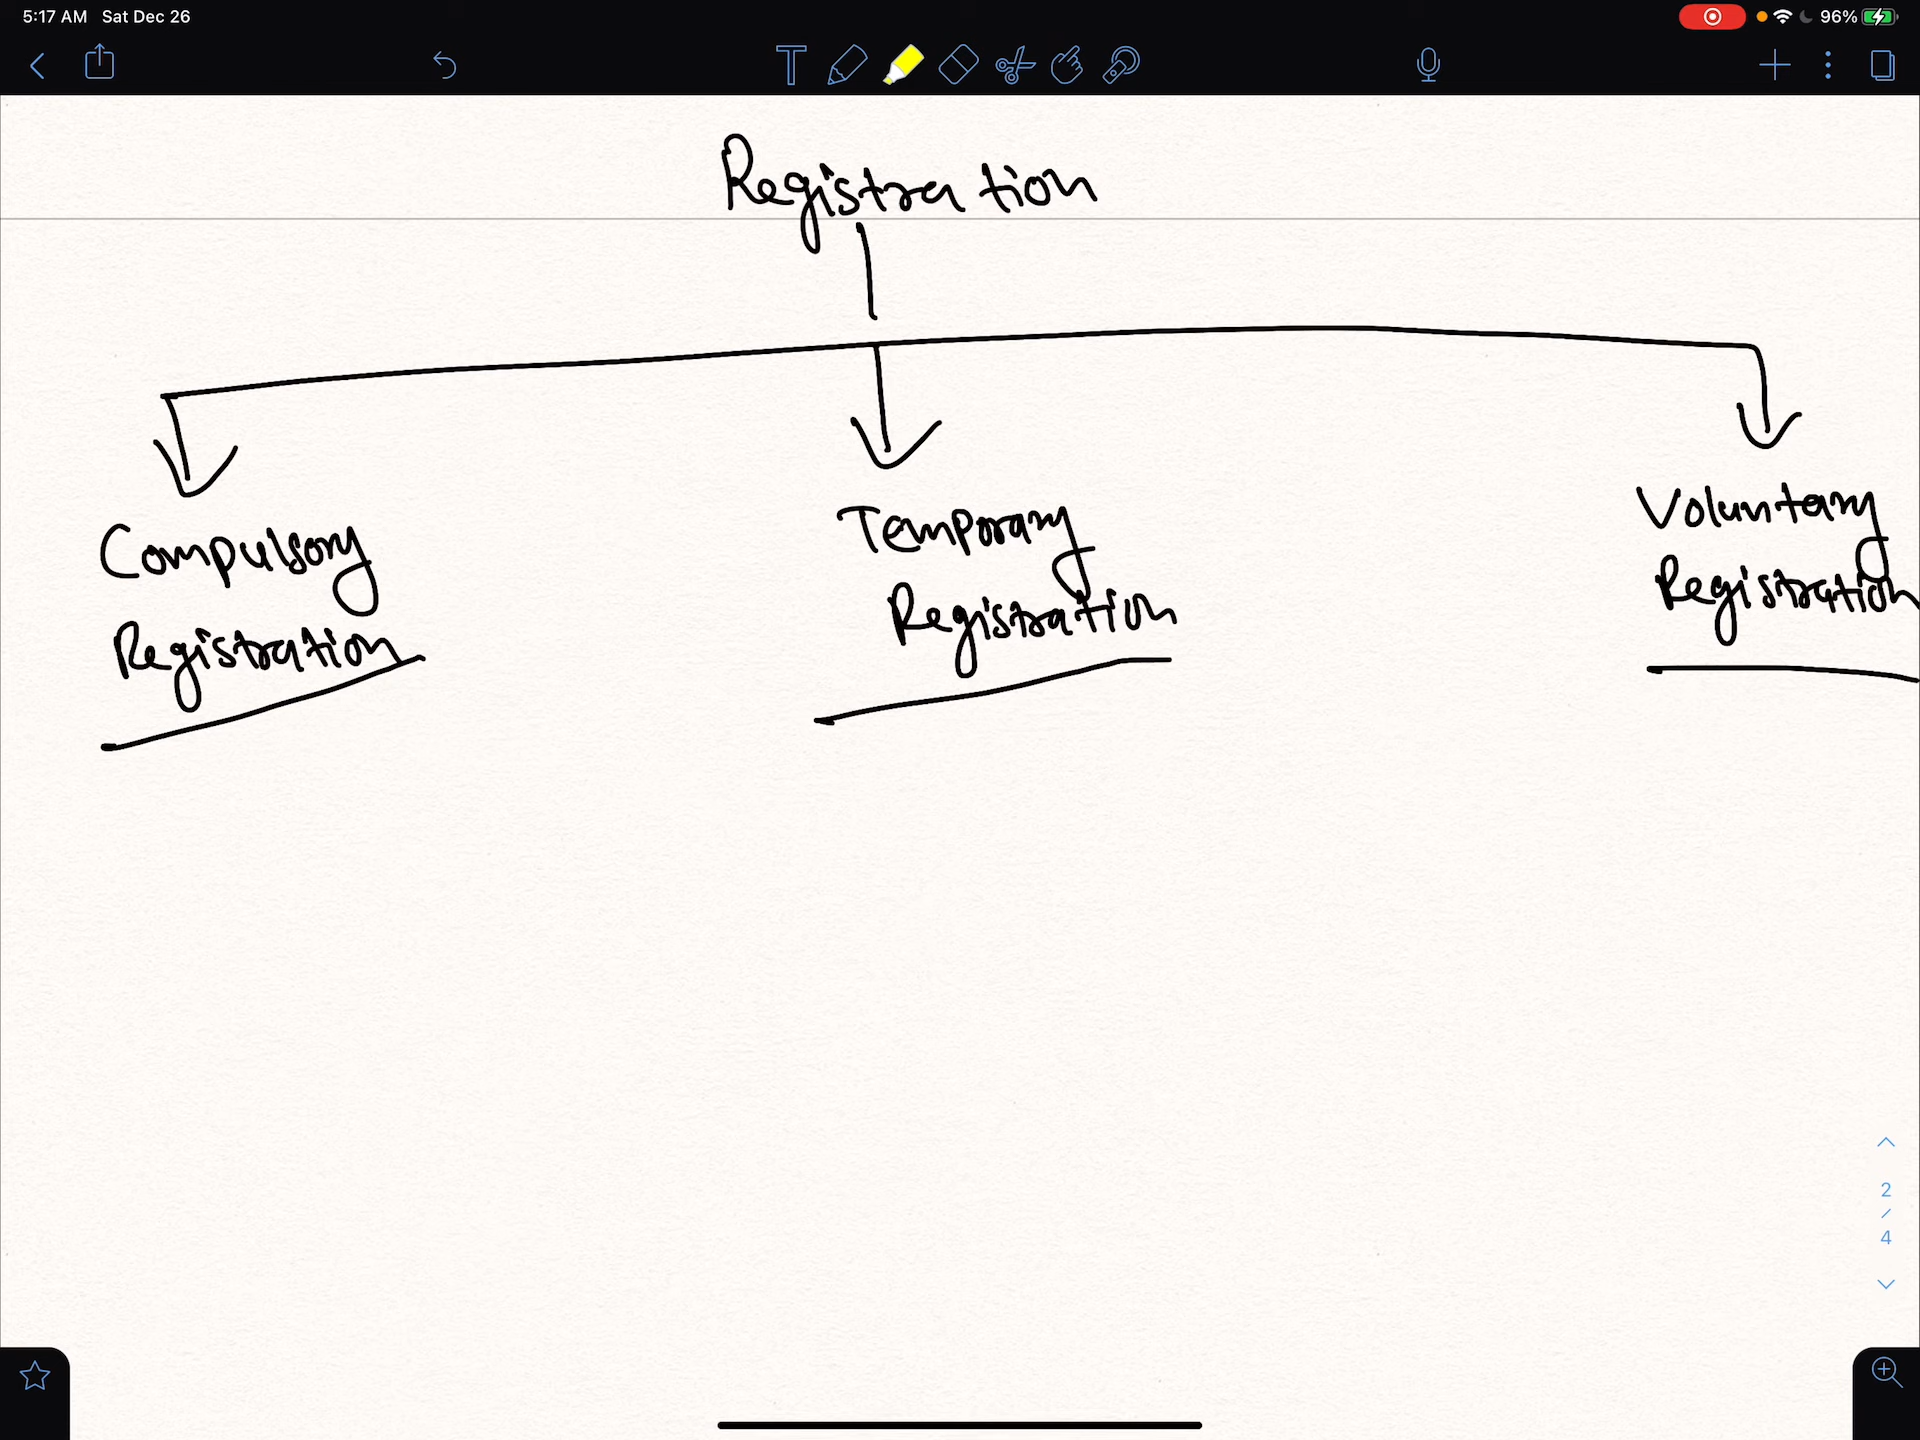 5:17 AM Sat Dec 26
96%
T
Registration
Compulsory
Registration
Temporary
Registration
Voluntary
Registration
2
/
4